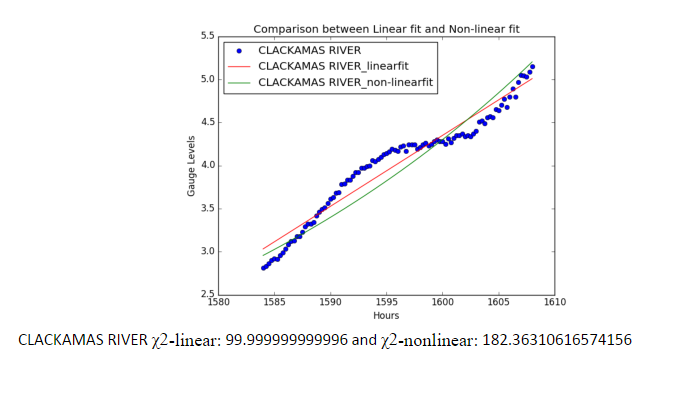 Comparison between Linear fit and Non-linear fit
5.5
5.0
4.5
4.0
3.5
3.0
2.5
Gauge Levels
CLACKAMAS RIVER
CLACKAMAS RIVER_linearfit
CLACKAMAS RIVER_non-linearfit
1580 1585 1590 1595 1600 1605 1610
Hours
CLACKAMAS RIVER χ2-linear: 99.999999999996 and χ2-nonlinear: 182.36310616574156